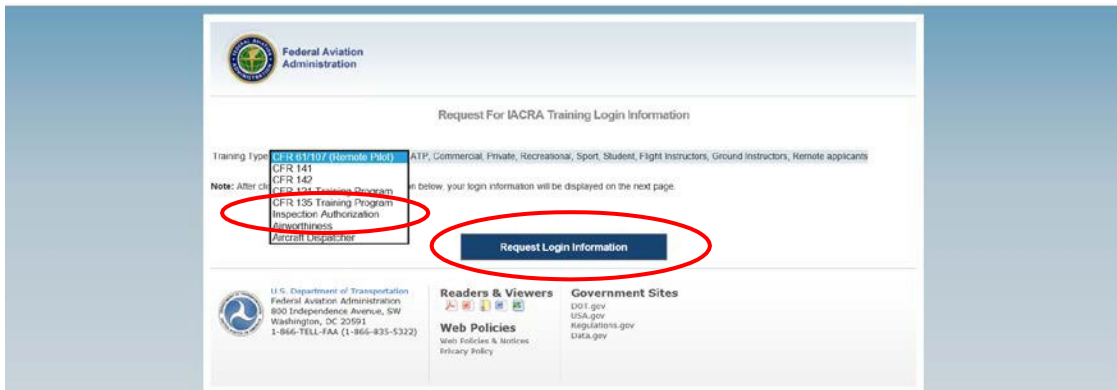 Federal Aviation
Administration
Request For IACRA Training Login Information
Training Type CFR 61/107 (Remote Pilot) ATP, Commercial, Private, Recreational, Sport, Student, Flight Instructors, Ground Instructors, Remote applicants
CFR 141
CFR 142
Note: After cli n below, your login information will be displayed on the next page.
CFR 121 Training Program
CFR 135 Training Program
Inspection Authorization
Airworthiness
Aircraft Dispatcher
Request Login Information
U.S. Department of Transportation
Federal Aviation Administration
800 Independence Avenue, SW
Washington, DC 20591
1-866-TELL-FAA (1-866-835-5322)
Readers & Viewers
Web Policies
Web Policies & Notices
Privacy Policy
Government Sites
DOT.gov
USA.gov
Regulations.gov
Data.gov